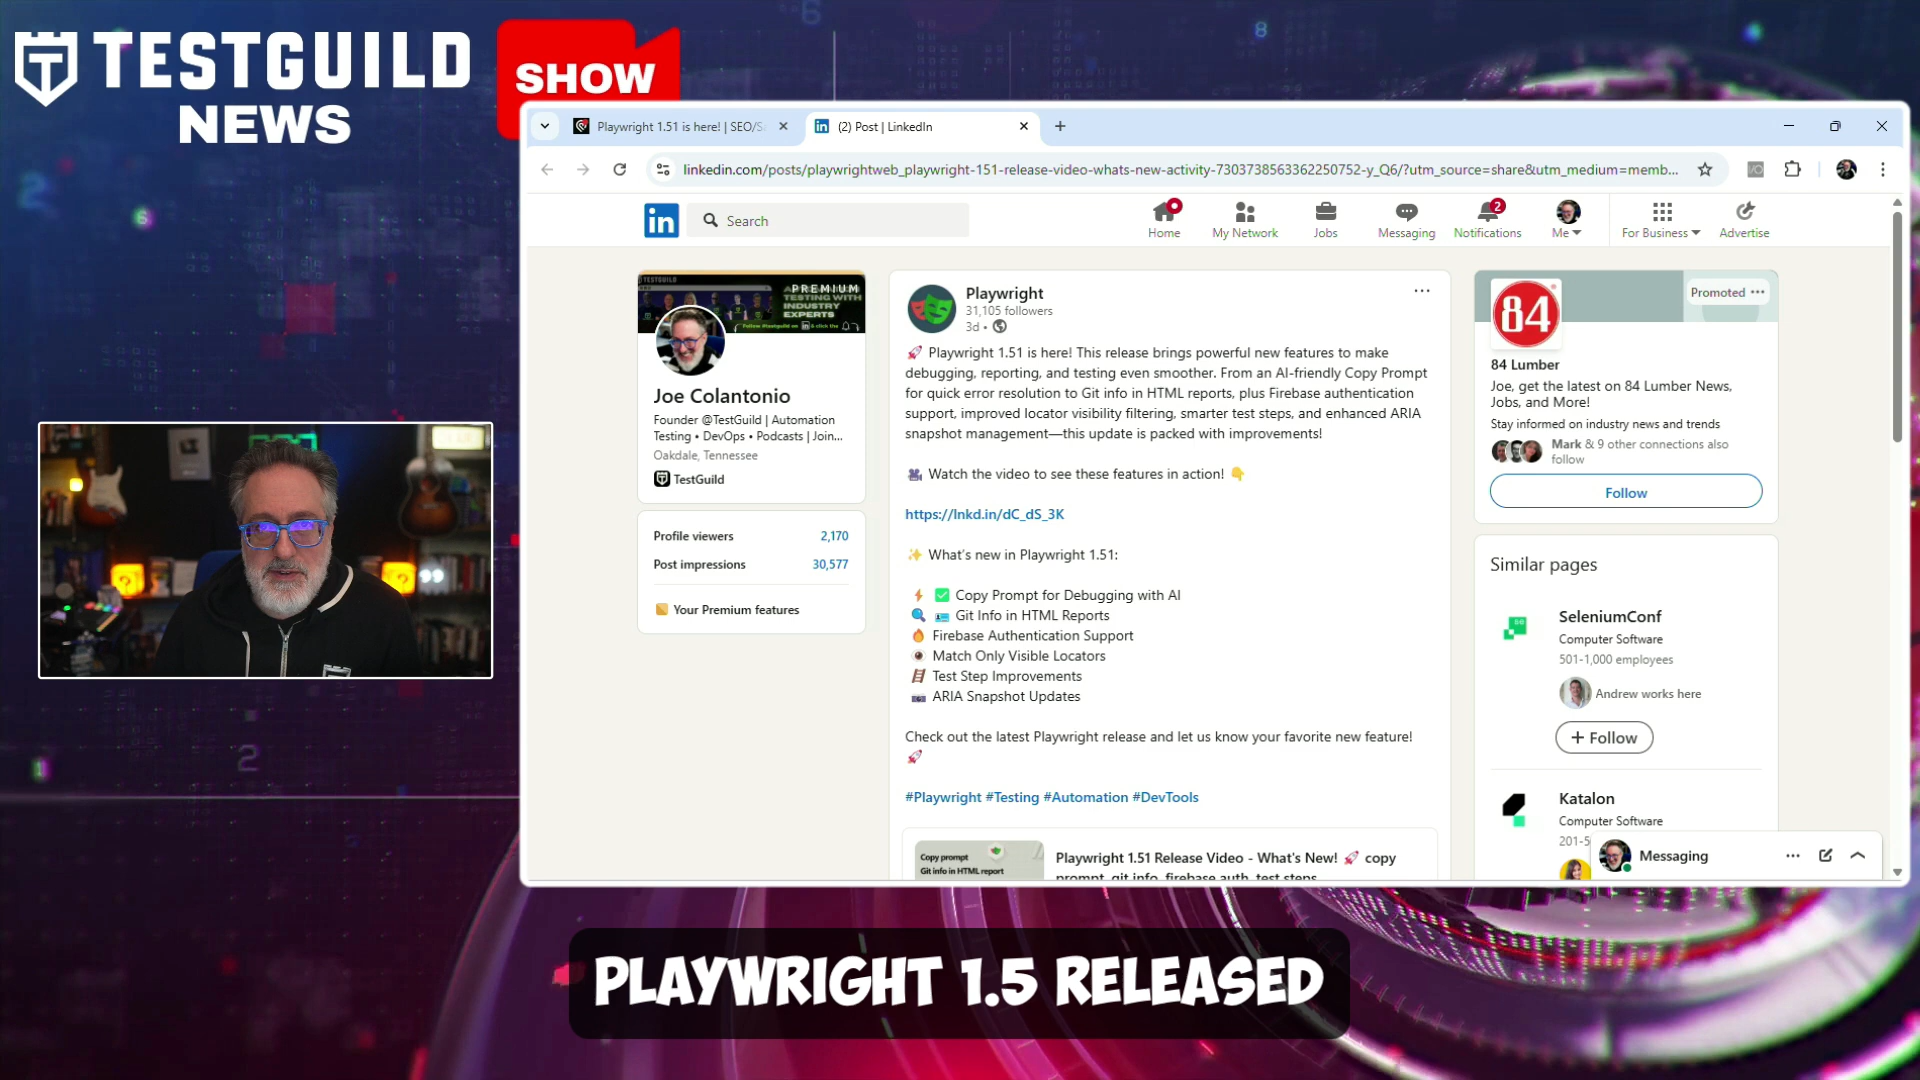 TESTGUILD
NEWS
SHOW
Playwright 1.51 is here! | SEO/S
(2) Post | LinkedIn
linkedin.com/posts/playwrightweb_playwright-151-release-video-whats-new-activity-7303738563362250752-y_Q6/?utm_source=share&utm_medium=memb...
in
Search
Home
My Network
Jobs
Messaging
2
Notifications
Me
For Business
Advertise
TESTGUILD
PREMIUM
TESTING WITH
INDUSTRY
EXPERTS
Joe Colantonio
Founder @TestGuild | Automation
Testing • DevOps • Podcasts | Join...
Oakdale, Tennessee
TestGuild
Profile viewers 2,170
Post impressions 30,577
Your Premium features
Playwright
31,105 followers
3d •
🚀 Playwright 1.51 is here! This release brings powerful new features to make
debugging, reporting, and testing even smoother. From an AI-friendly Copy Prompt
for quick error resolution to Git info in HTML reports, plus Firebase authentication
support, improved locator visibility filtering, smarter test steps, and enhanced ARIA
snapshot management—this update is packed with improvements!
🎥 Watch the video to see these features in action! 👇
https://lnkd.in/dC_dS_3K
✨ What's new in Playwright 1.51:
⚡ ✅ Copy Prompt for Debugging with AI
🔍 🪪 Git Info in HTML Reports
🔥 Firebase Authentication Support
👁 Match Only Visible Locators
🪜 Test Step Improvements
📸 ARIA Snapshot Updates
Check out the latest Playwright release and let us know your favorite new feature!
🚀
#Playwright #Testing #Automation #DevTools
Copy prompt
Git info in HTML report
Playwright 1.51 Release Video - What's New! 🚀 copy
prompt, git info, firebase auth, test steps
Promoted
84
84 Lumber
Joe, get the latest on 84 Lumber News,
Jobs, and More!
Stay informed on industry news and trends
Mark & 9 other connections also
follow
Follow
Similar pages
SeleniumConf
Computer Software
501-1,000 employees
Andrew works here
+ Follow
Katalon
Computer Software
201-5
Messaging
PLAYWRIGHT 1.5 RELEASED